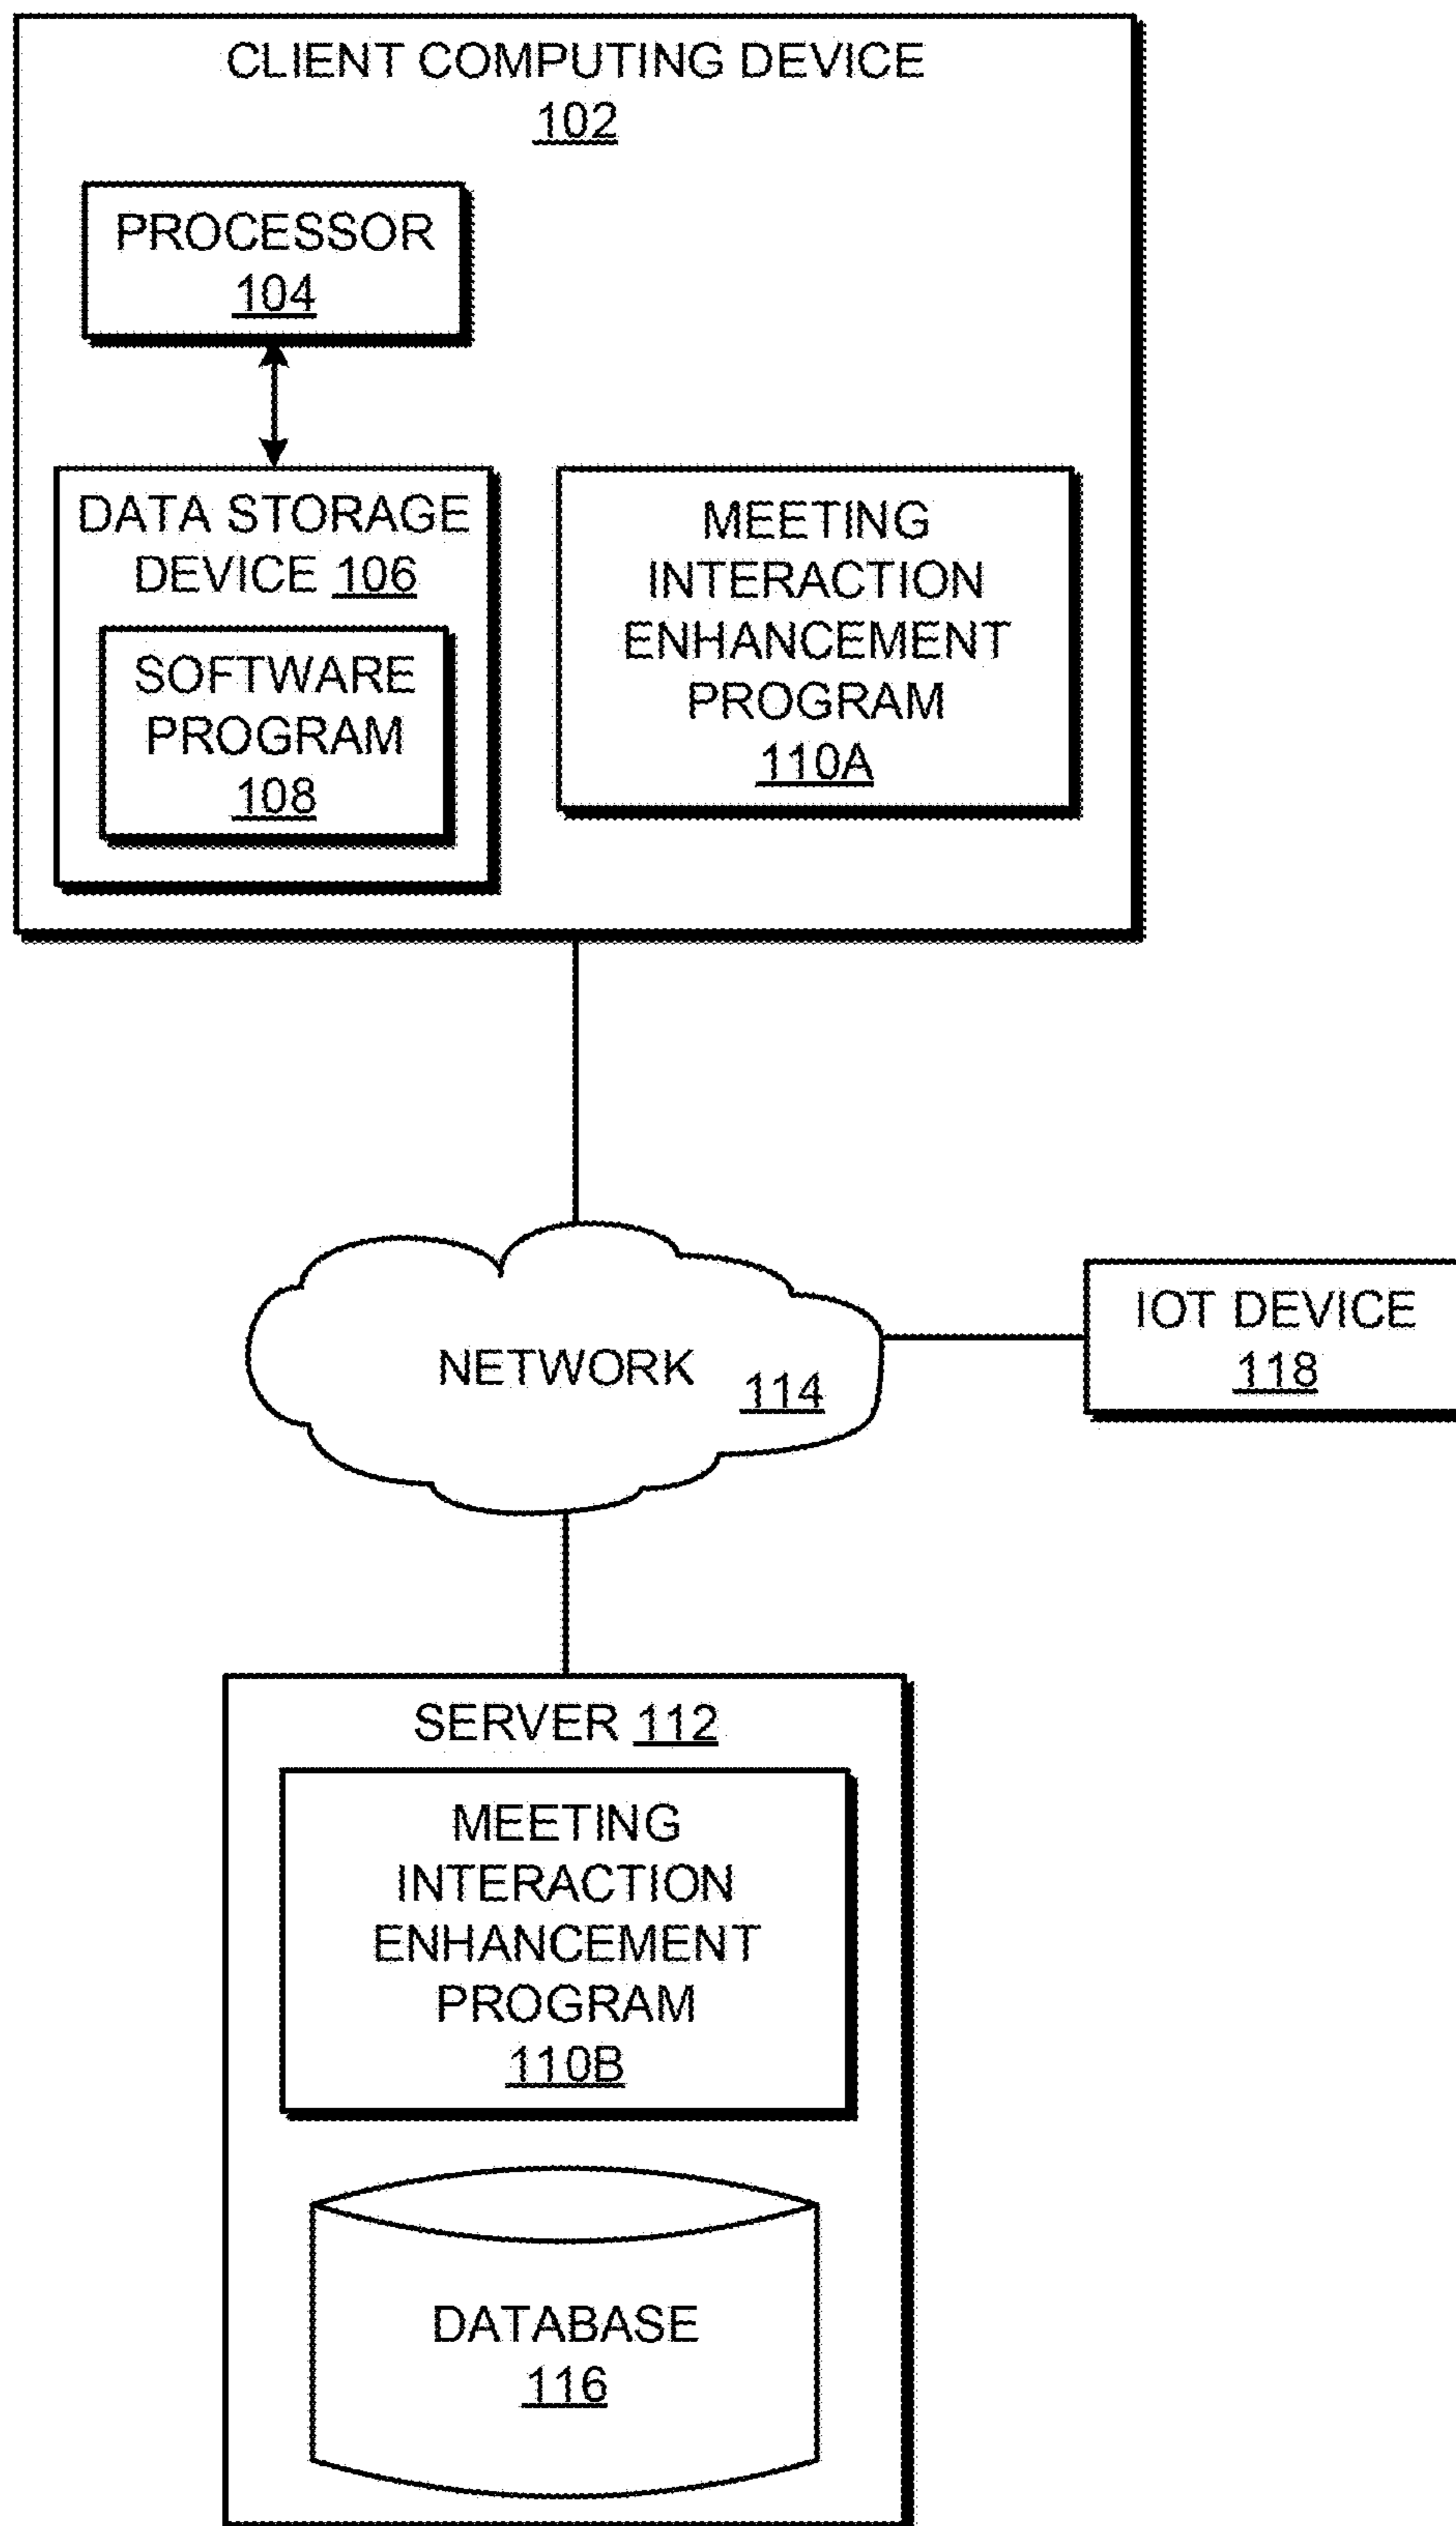 CLIENT COMPUTING DEVICE
102
PROCESSOR
104
DATA STORAGE
DEVICE 106
SOFTWARE
PROGRAM
108
MEETING
INTERACTION
ENHANCEMENT
PROGRAM
110A
NETWORK 114
IOT DEVICE
118
SERVER 112
MEETING
INTERACTION
ENHANCEMENT
PROGRAM
110B
DATABASE
116